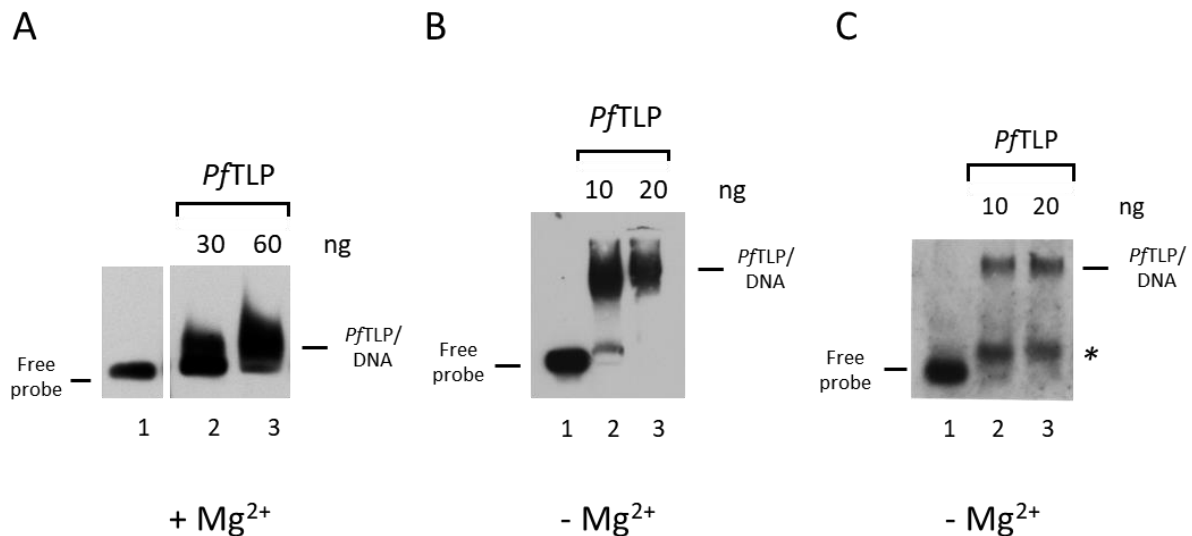 A
PfTLP
30 60 ng
PfTLP/
DNA
Free
probe
1 2 3
+ Mg²⁺
B
PfTLP
10 20 ng
PfTLP/
DNA
Free
probe
1 2 3
- Mg²⁺
C
PfTLP
10 20 ng
PfTLP/
DNA
*
Free
probe
1 2 3
- Mg²⁺